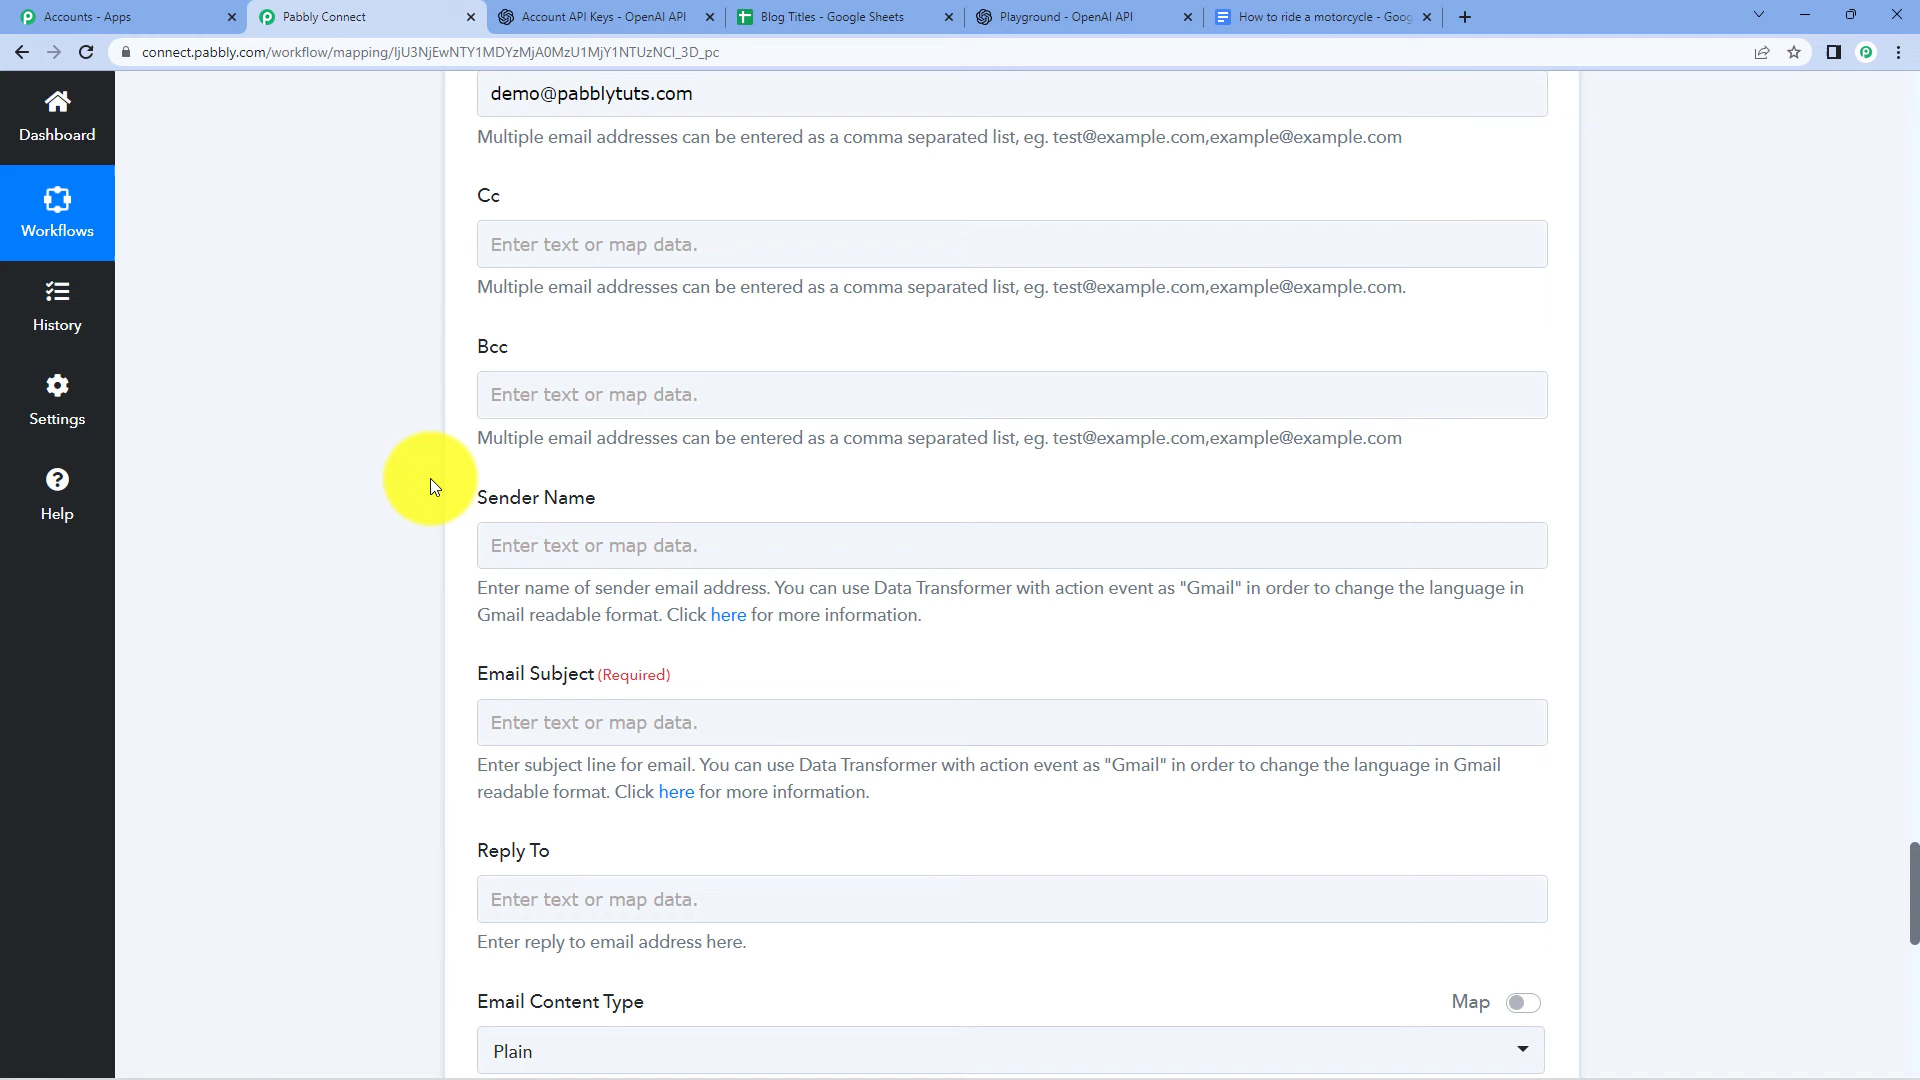 Accounts - Apps
Pabbly Connect
Account API Keys - OpenAI API
Blog Titles - Google Sheets
Playground - OpenAI API
How to ride a motorcycle - Goog
connect.pabbly.com/workflow/mapping/IjU3NjEwNTY1MDYzMjA0MzU1MjY1NTUzNCI_3D_pc
Dashboard
Workflows
History
Settings
Help
demo@pabblytuts.com
Multiple email addresses can be entered as a comma separated list, eg. test@example.com,example@example.com
Cc
Enter text or map data.
Multiple email addresses can be entered as a comma separated list, eg. test@example.com,example@example.com.
Bcc
Enter text or map data.
Multiple email addresses can be entered as a comma separated list, eg. test@example.com,example@example.com
Sender Name
Enter text or map data.
Enter name of sender email address. You can use Data Transformer with action event as "Gmail" in order to change the language in
Gmail readable format. Click here for more information.
Email Subject (Required)
Enter text or map data.
Enter subject line for email. You can use Data Transformer with action event as "Gmail" in order to change the language in Gmail
readable format. Click here for more information.
Reply To
Enter text or map data.
Enter reply to email address here.
Email Content Type
Map
Plain